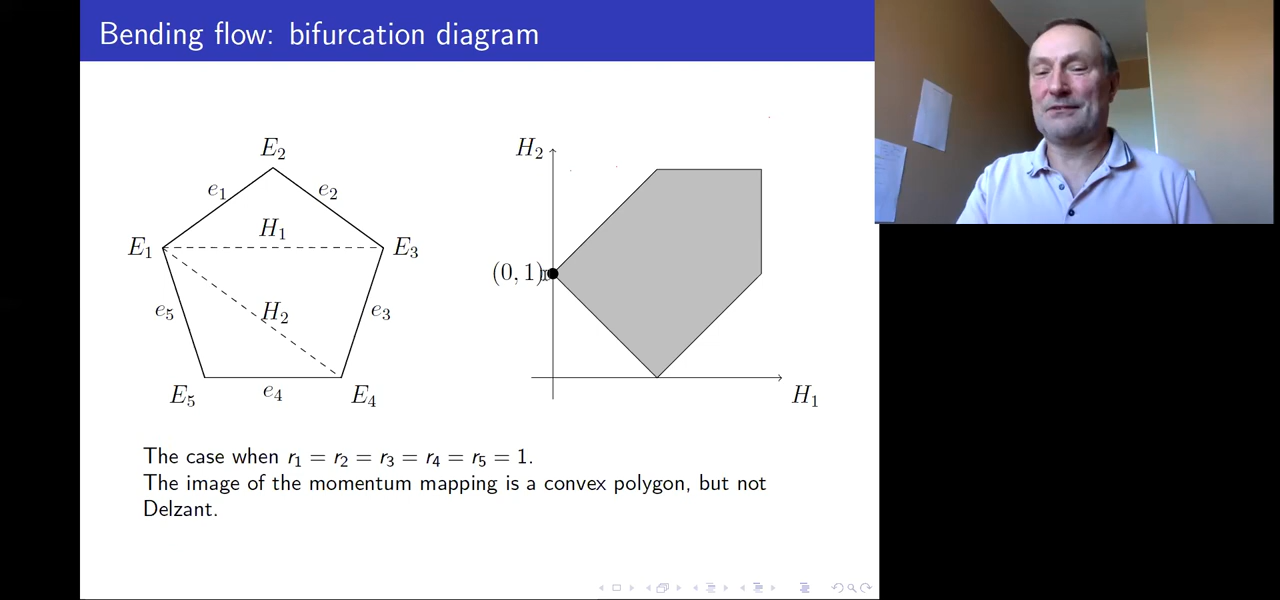 Bending flow: bifurcation diagram
E₂
e₁
e₂
H₁
E₁
E₃
e₅
H₂
e₃
E₅
e₄
E₄
H₂
(0, 1)
H₁
The case when r₁ = r₂ = r₃ = r₄ = r₅ = 1.
The image of the momentum mapping is a convex polygon, but not
Delzant.